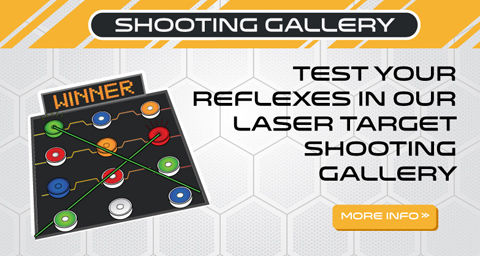 SHOOTING GALLERY
WINNER
TEST YOUR
REFLEXES IN OUR
LASER TARGET
SHOOTING
GALLERY
MORE INFO »